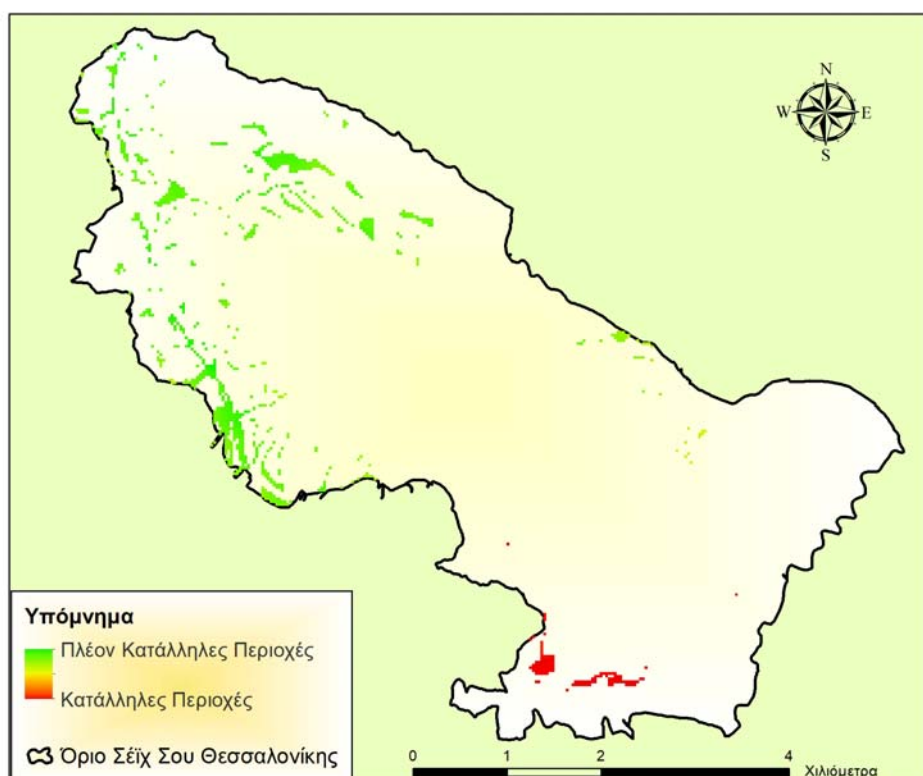 N
W E
S
Υπόμνημα
Πλέον Κατάλληλες Περιοχές
Κατάλληλες Περιοχές
Όριο Σέϊχ Σου Θεσσαλονίκης
0 1 2 4
Χιλιόμετρα